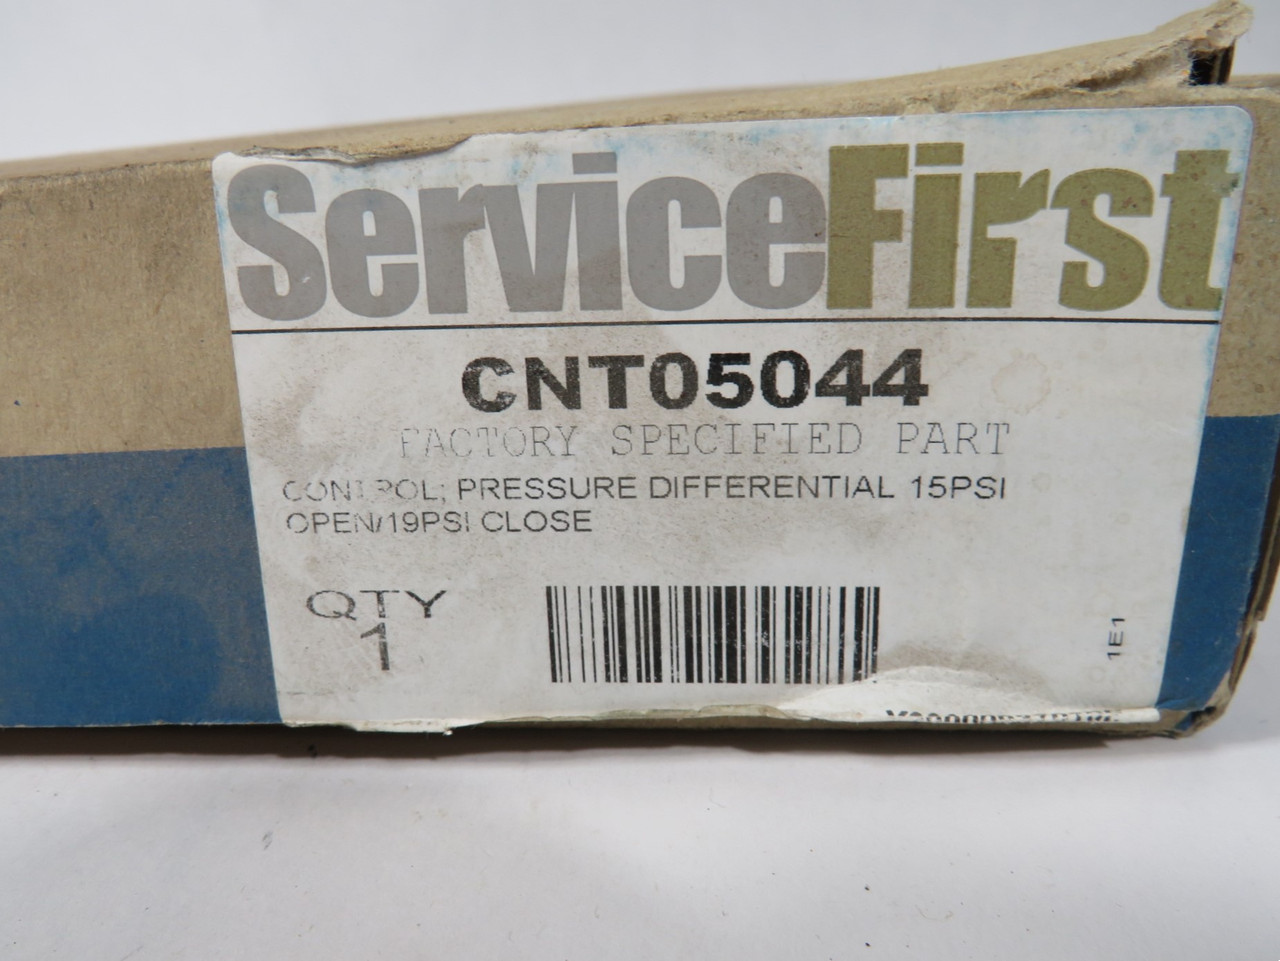 ServiceFirst
CNT05044
FACTORY SPECIFIED PART
CONTROL; PRESSURE DIFFERENTIAL 15PSI
OPEN/19PSI CLOSE
QTY
1
1E1